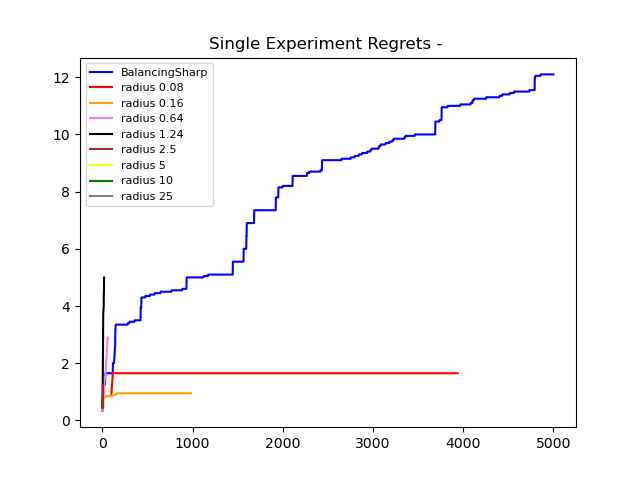 Single Experiment Regrets -
BalancingSharp
radius 0.08
radius 0.16
radius 0.64
radius 1.24
radius 2.5
radius 5
radius 10
radius 25
12
10
8
6
4
2
0
0 1000 2000 3000 4000 5000